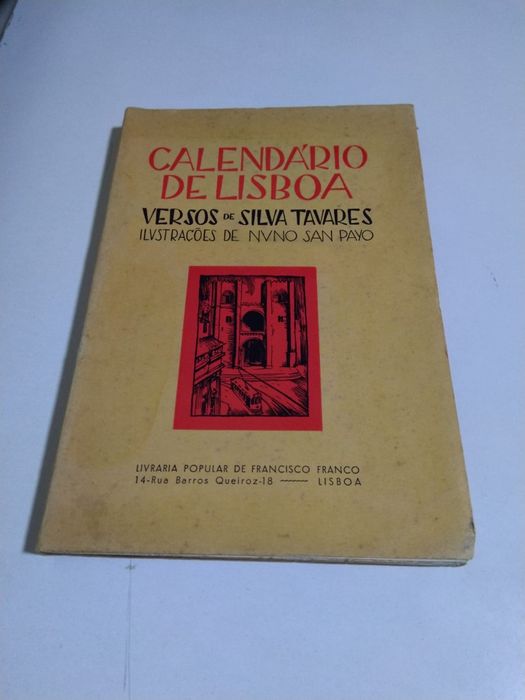 CALENDÁRIO
DE LISBOA
VERSOS DE SILVA TAVARES
ILVSTRAÇÕES DE NVNO SAN PAYO
LIVRARIA POPULAR DE FRANCISCO FRANCO
14-Rua Barros Queiroz-18 —— LISBOA